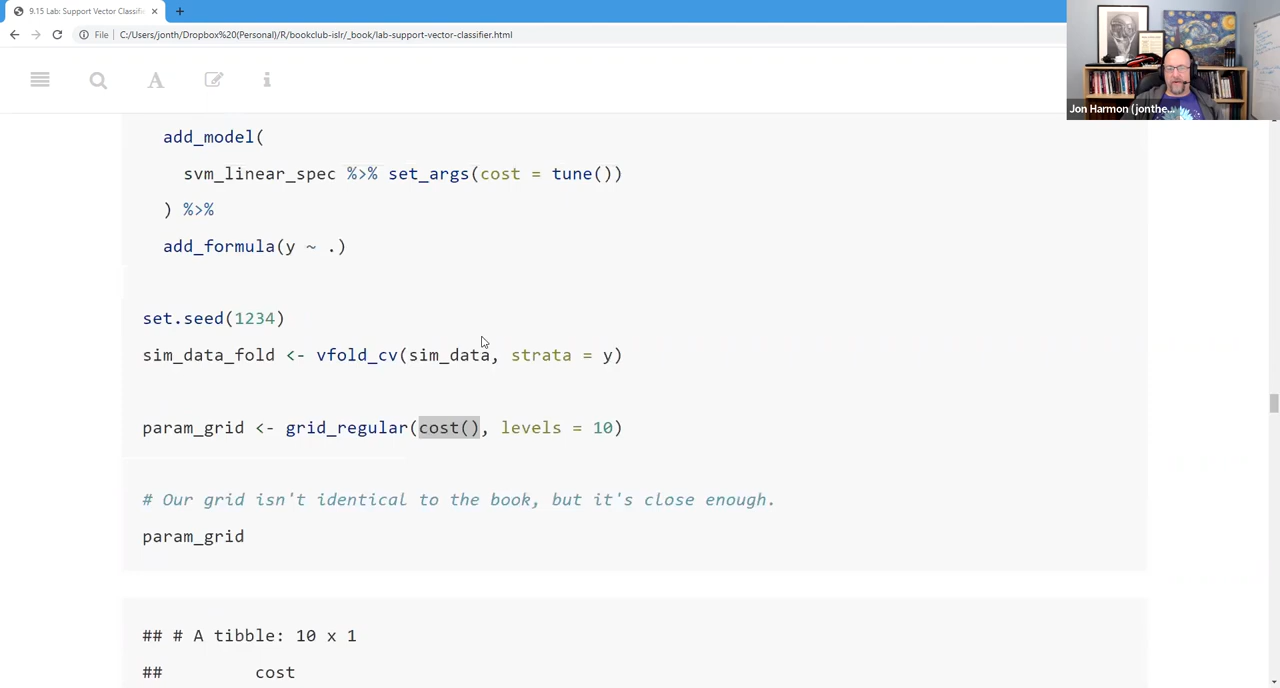 9.15 Lab: Support Vector Classifi
File | C:/Users/jonth/Dropbox%20(Personal)/R/bookclub-islr/_book/lab-support-vector-classifier.html
Jon Harmon (jonthe...
add_model(
svm_linear_spec %>% set_args(cost = tune())
) %>%
add_formula(y ~ .)
set.seed(1234)
sim_data_fold <- vfold_cv(sim_data, strata = y)
param_grid <- grid_regular(cost(), levels = 10)
# Our grid isn't identical to the book, but it's close enough.
param_grid
## # A tibble: 10 x 1
## cost